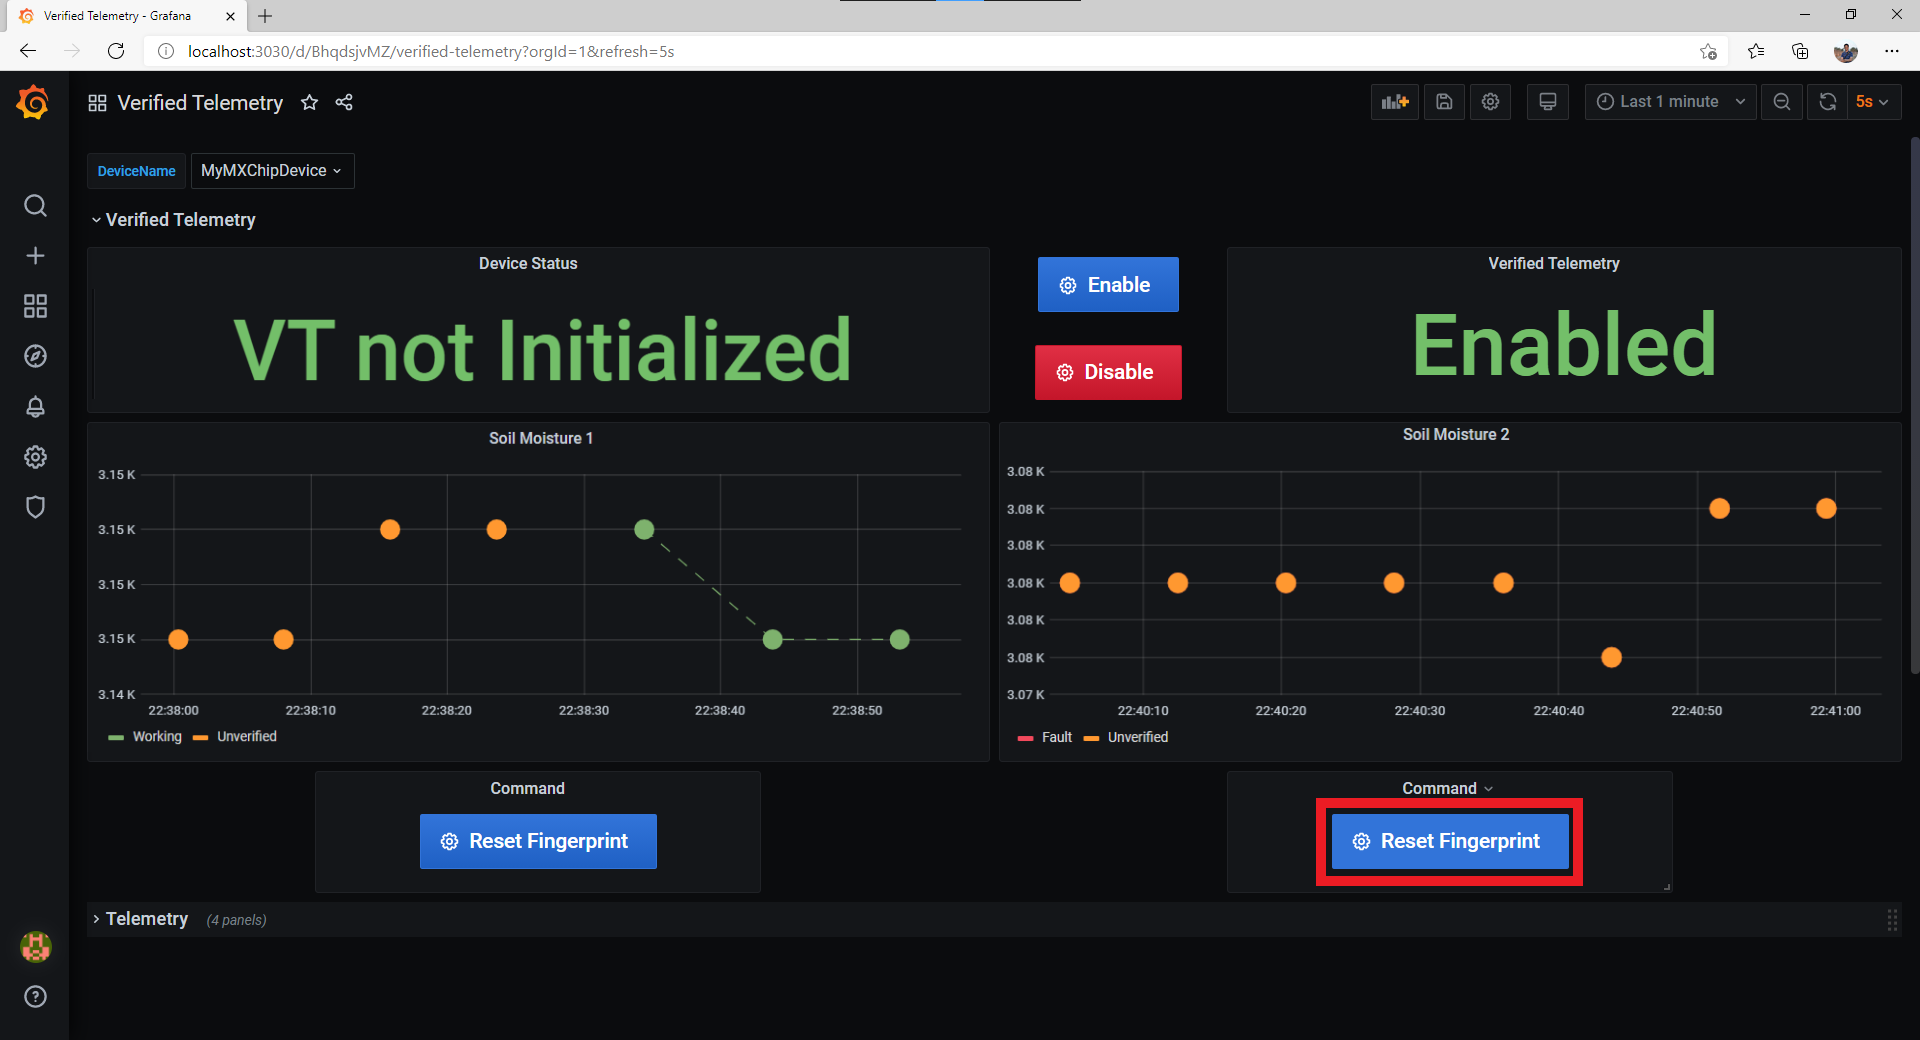 Verified Telemetry - Grafana
localhost:3030/d/BhqdsjvMZ/verified-telemetry?orgId=1&refresh=5s
Verified Telemetry
Last 1 minute
5s
DeviceName
MyMXChipDevice
Verified Telemetry
Device Status
VT not Initialized
Enable
Disable
Verified Telemetry
Enabled
Soil Moisture 1
3.15 K
3.15 K
3.15 K
3.15 K
3.14 K
22:38:00 22:38:10 22:38:20 22:38:30 22:38:40 22:38:50
Working Unverified
Soil Moisture 2
3.08 K
3.08 K
3.08 K
3.08 K
3.08 K
3.08 K
3.07 K
22:40:10 22:40:20 22:40:30 22:40:40 22:40:50 22:41:00
Fault Unverified
Command
Reset Fingerprint
Command
Reset Fingerprint
Telemetry (4 panels)